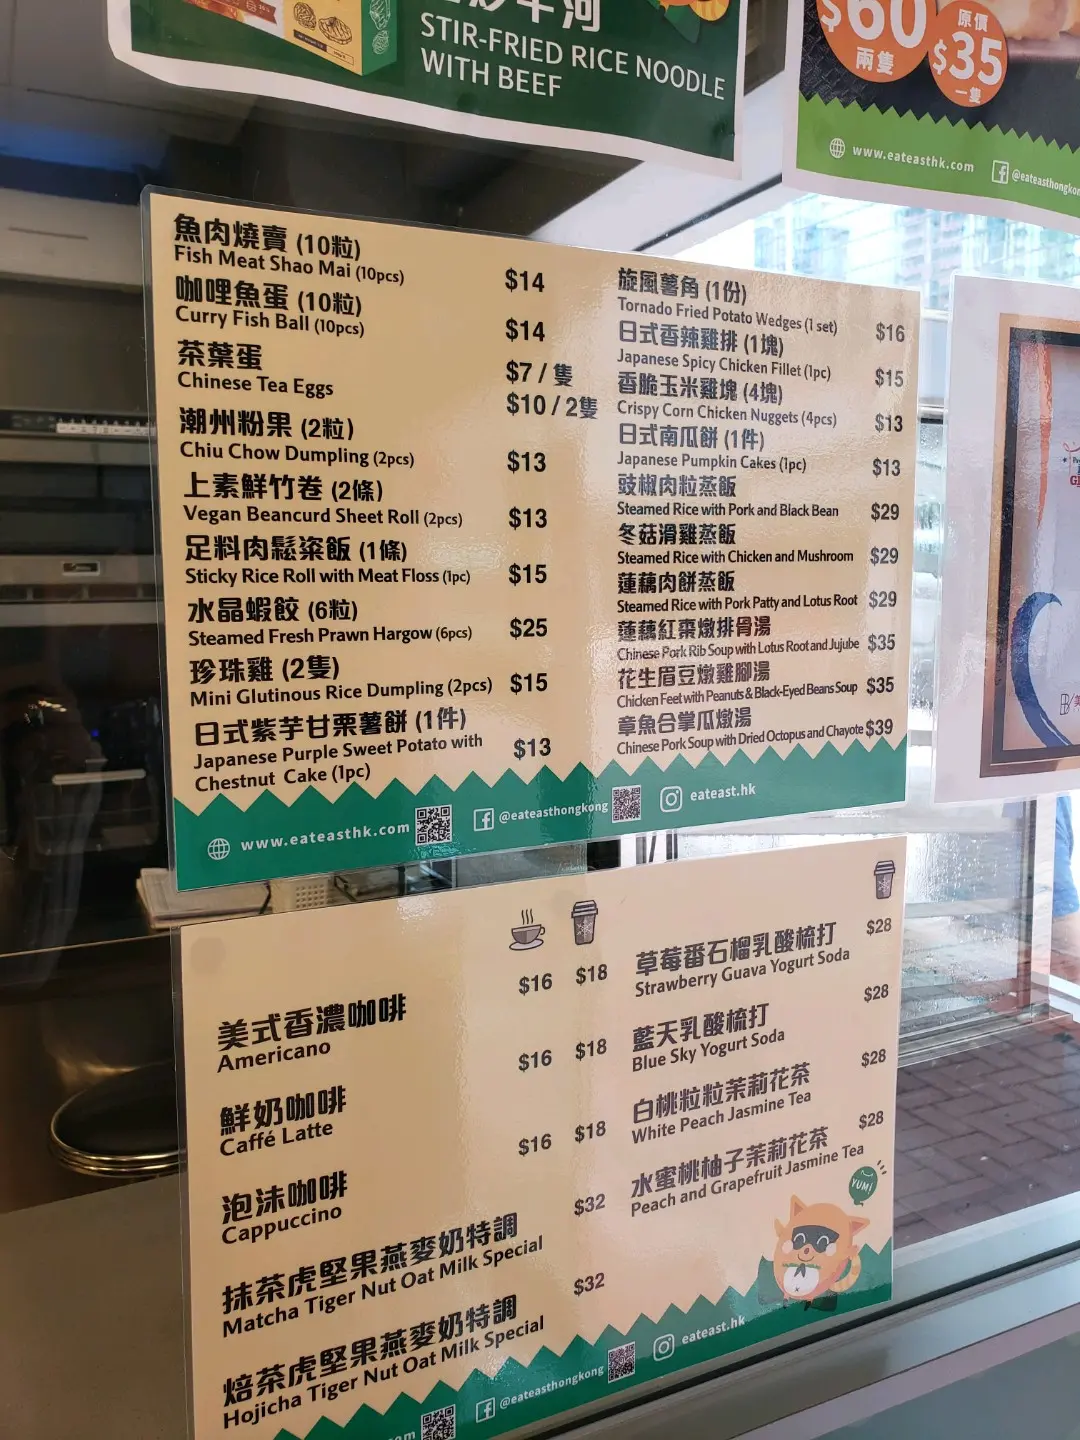 炒牛河
STIR-FRIED RICE NOODLE
WITH BEEF
$60
兩隻
原價
$35
一隻
www.eateasthk.com
@eateasthongkon
魚肉燒賣 (10粒)
Fish Meat Shao Mai (10pcs)
$14
咖哩魚蛋 (10粒)
Curry Fish Ball (10pcs)
$14
茶葉蛋
Chinese Tea Eggs
$7 / 隻
$10 / 2隻
潮州粉果 (2粒)
Chiu Chow Dumpling (2pcs)
$13
上素鮮竹卷 (2條)
Vegan Beancurd Sheet Roll (2pcs)
$13
足料肉鬆粢飯 (1條)
Sticky Rice Roll with Meat Floss (1pc)
$15
水晶蝦餃 (6粒)
Steamed Fresh Prawn Hargow (6pcs)
$25
珍珠雞 (2隻)
Mini Glutinous Rice Dumpling (2pcs)
$15
日式紫芋甘栗薯餅 (1件)
Japanese Purple Sweet Potato with
Chestnut Cake (1pc)
$13
旋風薯角 (1份)
Tornado Fried Potato Wedges (1 set)
$16
日式香辣雞排 (1塊)
Japanese Spicy Chicken Fillet (1pc)
$15
香脆玉米雞塊 (4塊)
Crispy Corn Chicken Nuggets (4pcs)
$13
日式南瓜餅 (1件)
Japanese Pumpkin Cakes (1pc)
$13
豉椒肉粒蒸飯
Steamed Rice with Pork and Black Bean
$29
冬菇滑雞蒸飯
Steamed Rice with Chicken and Mushroom
$29
蓮藕肉餅蒸飯
Steamed Rice with Pork Patty and Lotus Root
$29
蓮藕紅棗燉排骨湯
Chinese Pork Rib Soup with Lotus Root and Jujube
$35
花生眉豆燉雞腳湯
Chicken Feet with Peanuts & Black-Eyed Beans Soup
$35
章魚合掌瓜燉湯
Chinese Pork Soup with Dried Octopus and Chayote
$39
www.eateasthk.com
@eateasthongkong
eateast.hk
美式香濃咖啡
Americano
$16 $18
鮮奶咖啡
Caffé Latte
$16 $18
泡沫咖啡
Cappuccino
$16 $18
抹茶虎堅果燕麥奶特調
Matcha Tiger Nut Oat Milk Special
$32
焙茶虎堅果燕麥奶特調
Hojicha Tiger Nut Oat Milk Special
$32
草莓番石榴乳酸梳打
Strawberry Guava Yogurt Soda
$28
藍天乳酸梳打
Blue Sky Yogurt Soda
$28
白桃粒粒茉莉花茶
White Peach Jasmine Tea
$28
水蜜桃柚子茉莉花茶
Peach and Grapefruit Jasmine Tea
$28
YUM!
om
@eateasthongkong
eateast.hk